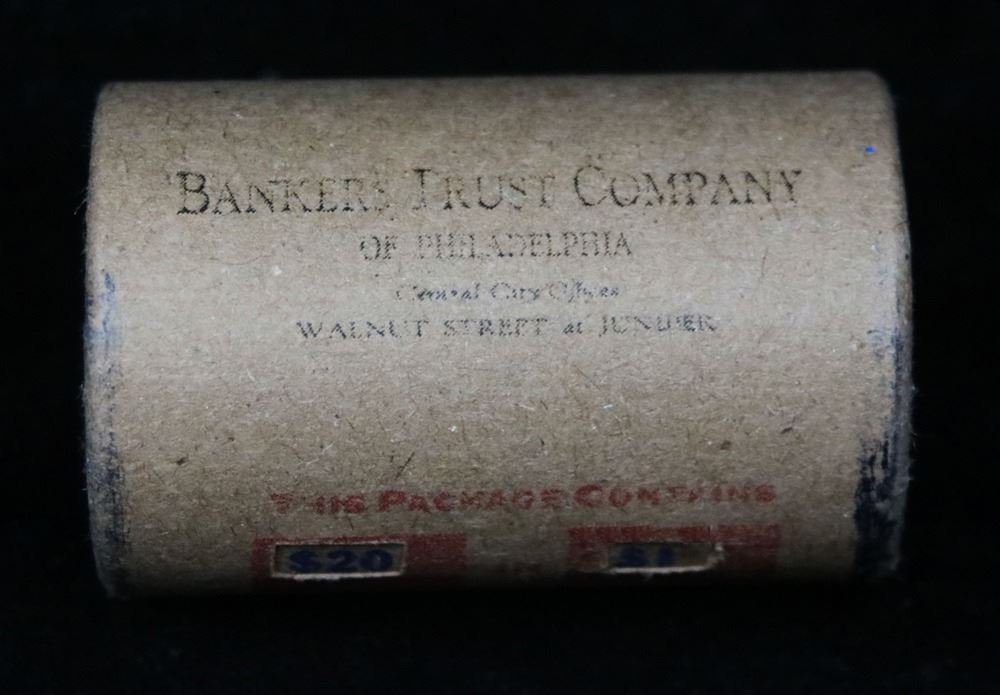 BANKERS TRUST COMPANY
OF PHILADELPHIA
Central City Offices
WALNUT STREET at JUNIPER
THIS PACKAGE CONTAINS
$20 $1